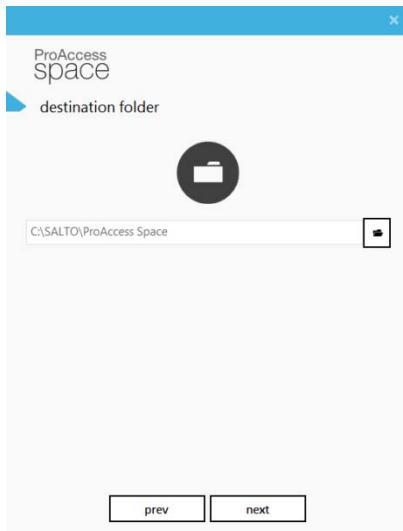 ProAccess
space
destination folder
C:\SALTO\ProAccess Space
prev
next